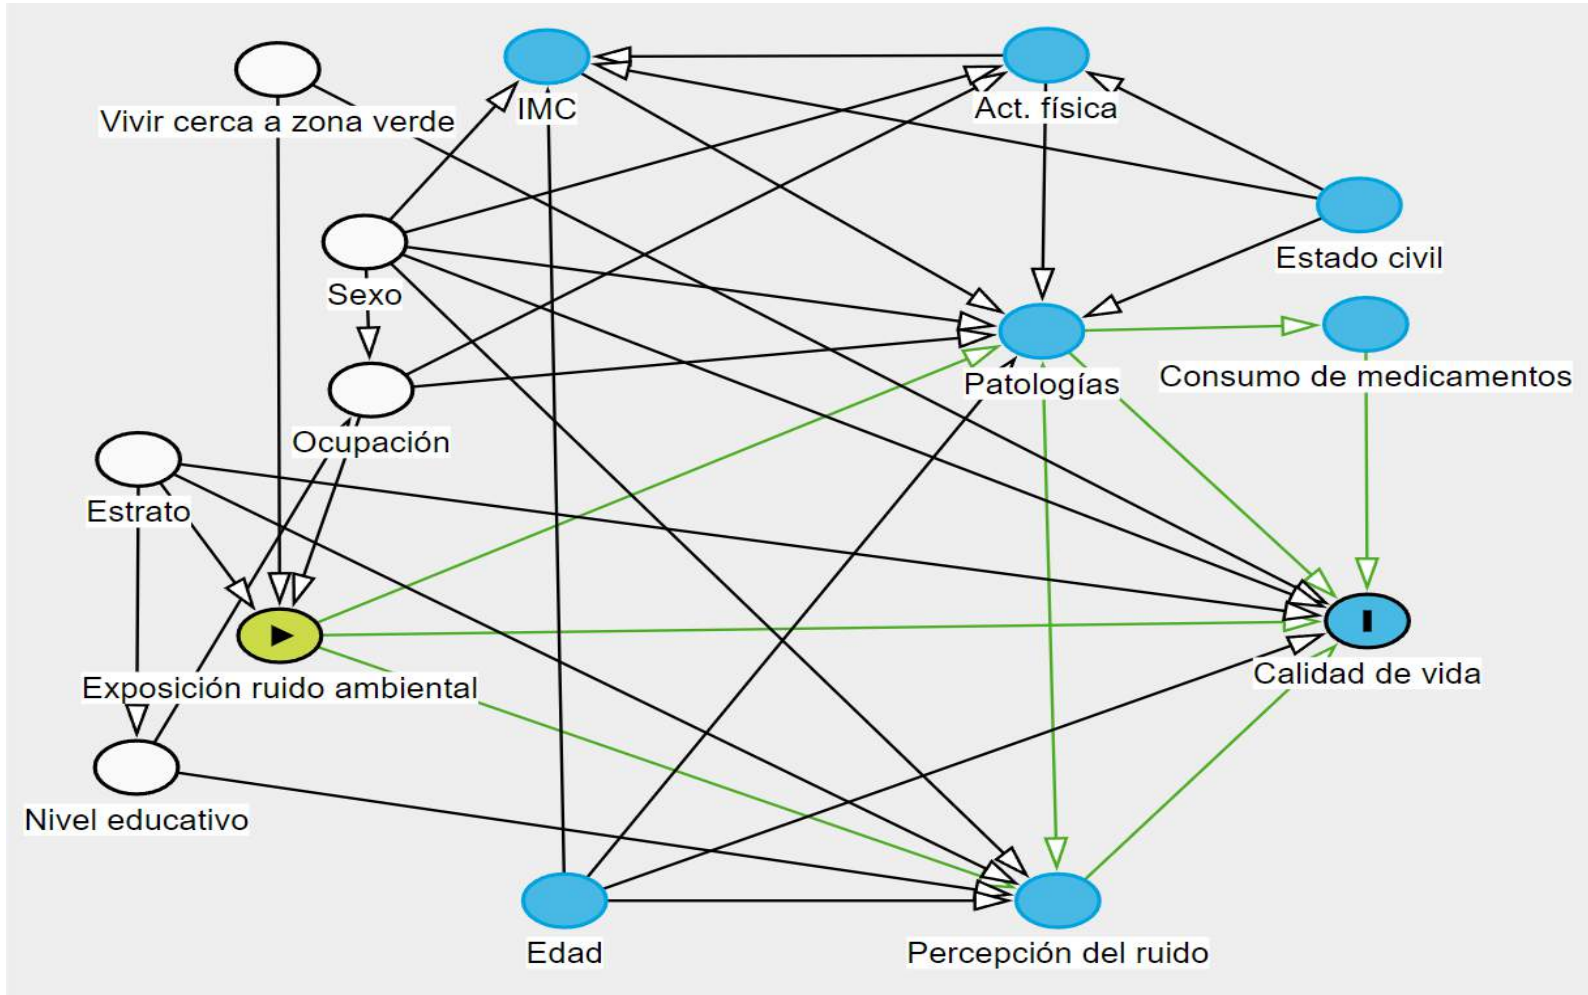 Vivir cerca a zona verde
IMC
Act. física
Sexo
Estado civil
Patologías
Consumo de medicamentos
Ocupación
Estrato
Exposición ruido ambiental
Calidad de vida
Nivel educativo
Edad
Percepción del ruido